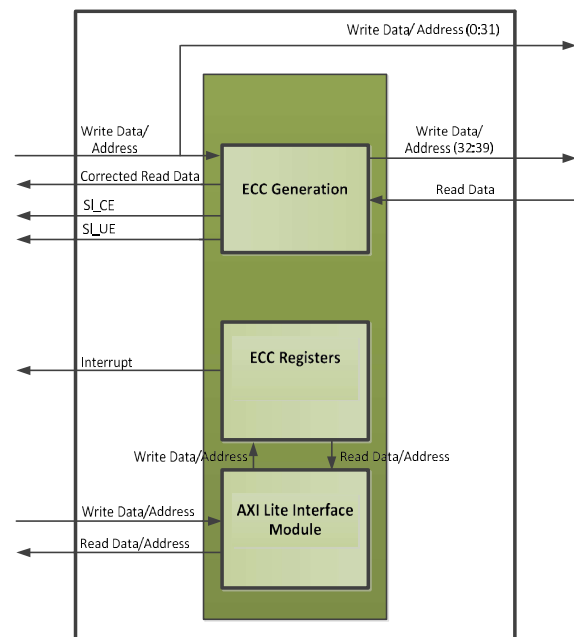 Write Data/ Address (0:31)
Write Data/
Address
Write Data/
Address (32:39)
Corrected Read Data
ECC Generation
Read Data
Sl_CE
Sl_UE
ECC Registers
Interrupt
Write Data/Address
Read Data/Address
Write Data/Address
AXI Lite Interface
Module
Read Data/Address